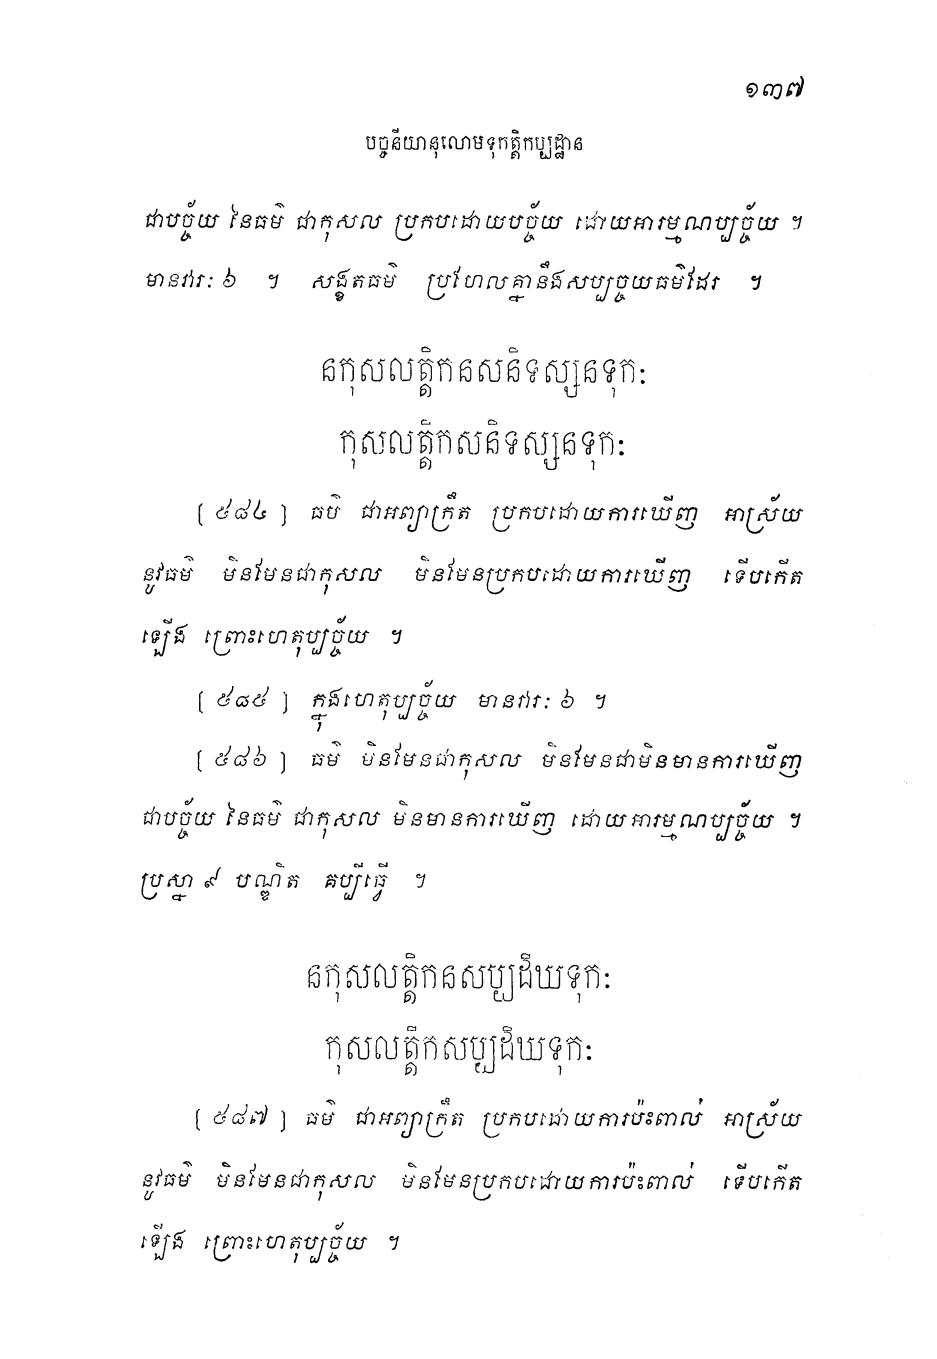 ១៣៧
បច្ចនីយានុលោមទុកត្តិកប្បដ្ឋាន
ជាបច្ច័យ នៃធម៌ ជាកុសល ប្រកបដោយបច្ច័យ ដោយអារម្មណប្បច្ច័យ ។
មានវារៈ ៦ ។ សង្ខតធម៌ ប្រហែលគ្នានឹងសប្បច្ចយធម៌ដែរ ។
នកុសលត្តិកនសនិទស្សនទុកៈ
កុសលត្តិកសនិទស្សនទុកៈ
[ ៥៨៤ ] ធម៌ ជាអព្យាក្រឹត ប្រកបដោយការឃើញ អាស្រ័យ
នូវធម៌ មិនមែនជាកុសល មិនមែនប្រកបដោយការឃើញ ទើបកើត
ឡើង ព្រោះហេតុប្បច្ច័យ ។
[ ៥៨៥ ] ក្នុងហេតុប្បច្ច័យ មានវារៈ ៦ ។
[ ៥៨៦ ] ធម៌ មិនមែនជាកុសល មិនមែនជាមិនមានការឃើញ
ជាបច្ច័យ នៃធម៌ ជាកុសល មិនមានការឃើញ ដោយអារម្មណប្បច្ច័យ ។
ប្រស្នា ៩ បណ្ឌិត គប្បីធ្វើ ។
នកុសលត្តិកនសប្បដិឃទុកៈ
កុសលត្តិកសប្បដិឃទុកៈ
[ ៥៨៧ ] ធម៌ ជាអព្យាក្រឹត ប្រកបដោយការប៉ះពាល់ អាស្រ័យ
នូវធម៌ មិនមែនជាកុសល មិនមែនប្រកបដោយការប៉ះពាល់ ទើបកើត
ឡើង ព្រោះហេតុប្បច្ច័យ ។